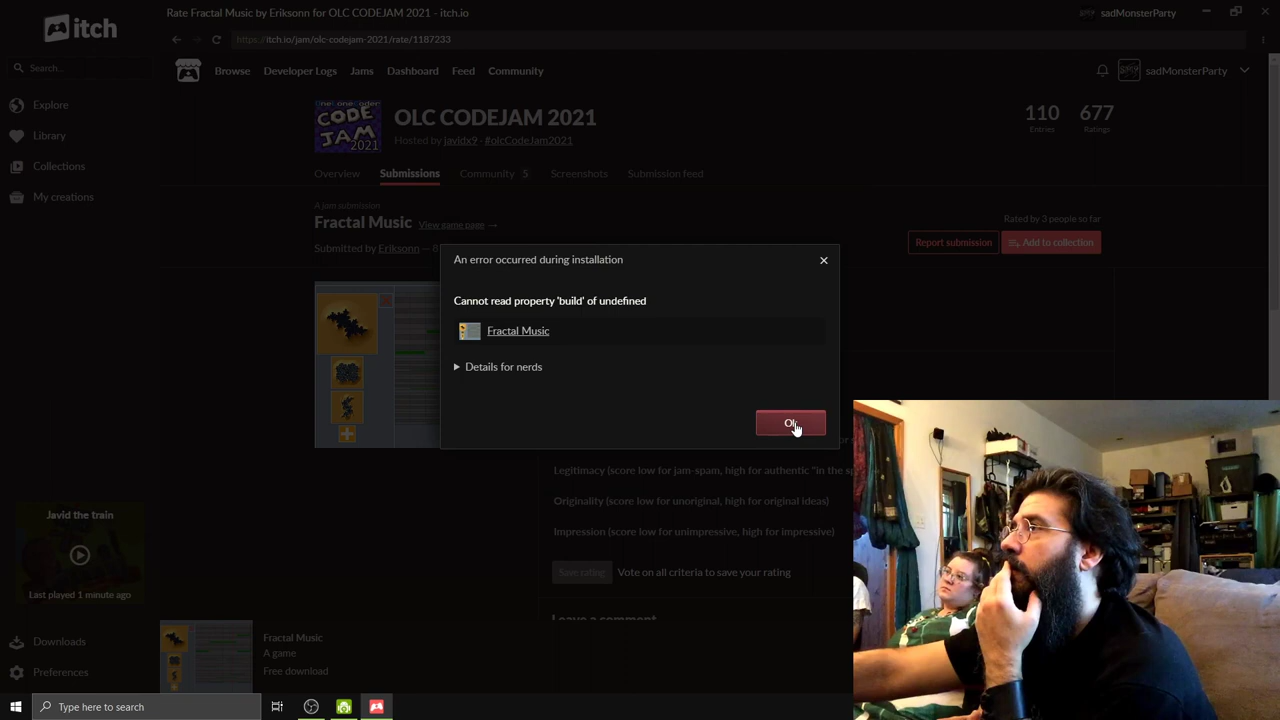 itch
Rate Fractal Music by Eriksonn for OLC CODEJAM 2021 - itch.io
sadMonsterParty
Search...
https://itch.io/jam/olc-codejam-2021/rate/1187233
Browse
Developer Logs
Jams
Dashboard
Feed
Community
sadMonsterParty
Explore
Library
Collections
My creations
CODE
JAM
2021
OLC CODEJAM 2021
Hosted by javidx9 · #olcCodeJam2021
110
Entries
677
Ratings
Overview
Submissions
Community 5
Screenshots
Submission feed
A jam submission
Fractal Music
View game page →
Submitted by Eriksonn —
Rated by 3 people so far
Report submission
Add to collection
An error occurred during installation
Cannot read property 'build' of undefined
Fractal Music
Details for nerds
Ok
Legitimacy (score low for jam-spam, high for authentic "in the sp
Originality (score low for unoriginal, high for original ideas)
Impression (score low for unimpressive, high for impressive)
Save rating
Vote on all criteria to save your rating
Leave a comment
Javid the train
Last played 1 minute ago
Downloads
Preferences
Fractal Music
A game
Free download
Type here to search